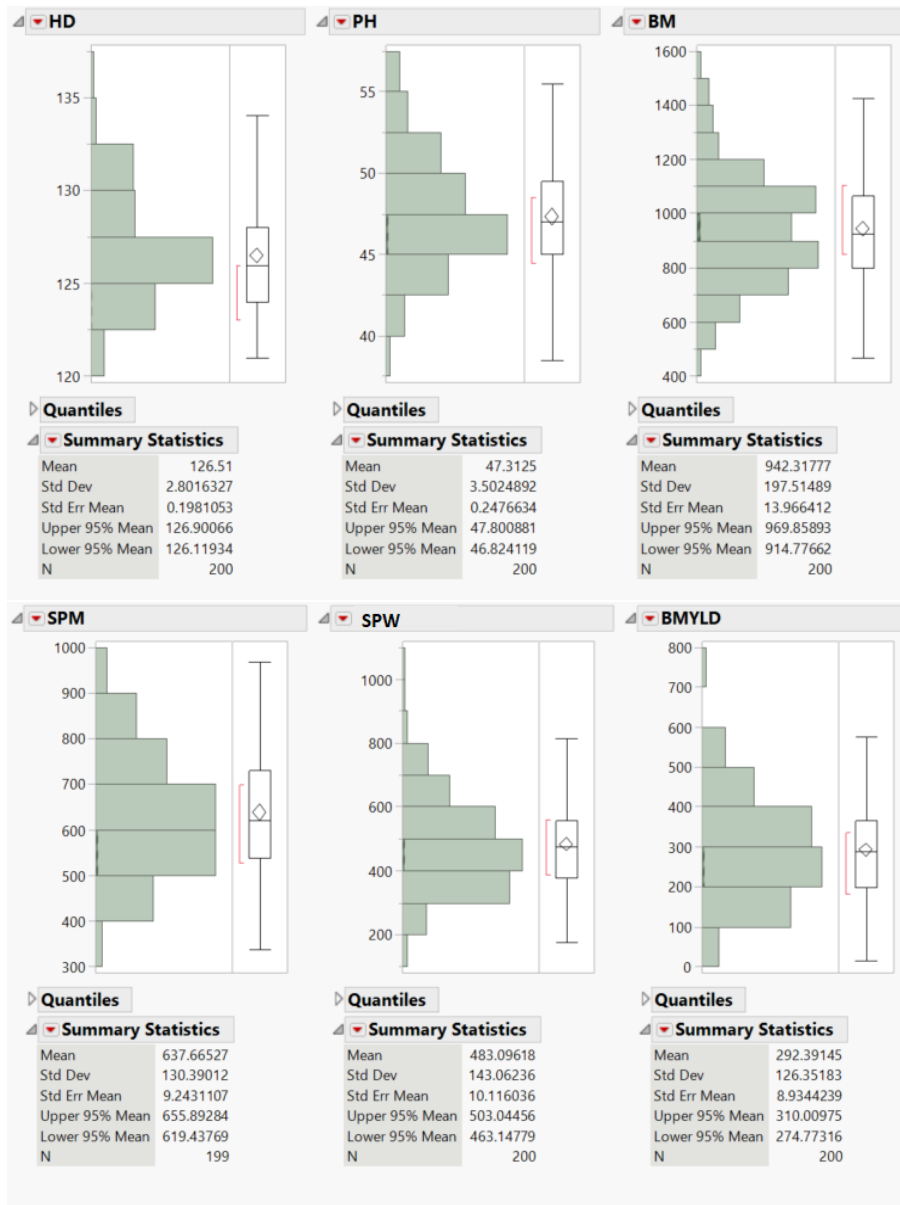 HD
135
130
125
120
Quantiles
Summary Statistics
Mean 126.51
Std Dev 2.8016327
Std Err Mean 0.1981053
Upper 95% Mean 126.90066
Lower 95% Mean 126.11934
N 200
PH
55
50
45
40
Quantiles
Summary Statistics
Mean 47.3125
Std Dev 3.5024892
Std Err Mean 0.2476634
Upper 95% Mean 47.800881
Lower 95% Mean 46.824119
N 200
BM
1600
1400
1200
1000
800
600
400
Quantiles
Summary Statistics
Mean 942.31777
Std Dev 197.51489
Std Err Mean 13.966412
Upper 95% Mean 969.85893
Lower 95% Mean 914.77662
N 200
SPM
1000
900
800
700
600
500
400
300
Quantiles
Summary Statistics
Mean 637.66527
Std Dev 130.39012
Std Err Mean 9.2431107
Upper 95% Mean 655.89284
Lower 95% Mean 619.43769
N 199
SPW
1000
800
600
400
200
Quantiles
Summary Statistics
Mean 483.09618
Std Dev 143.06236
Std Err Mean 10.116036
Upper 95% Mean 503.04456
Lower 95% Mean 463.14779
N 200
BMYLD
800
700
600
500
400
300
200
100
0
Quantiles
Summary Statistics
Mean 292.39145
Std Dev 126.35183
Std Err Mean 8.9344239
Upper 95% Mean 310.00975
Lower 95% Mean 274.77316
N 200